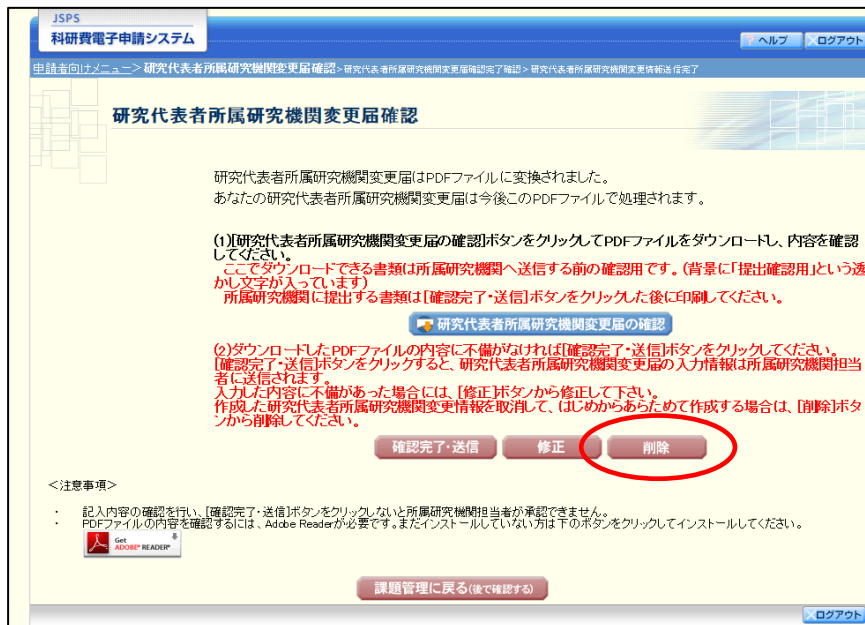 JSPS
科研費電子申請システム
ヘルプ
ログアウト
申請者向けメニュー>研究代表者所属研究機関変更届確認>研究代表者所属研究機関変更届確認完了確認>研究代表者所属研究機関変更情報送信完了
研究代表者所属研究機関変更届確認
研究代表者所属研究機関変更届はPDFファイルに変換されました。
あなたの研究代表者所属研究機関変更届は今後このPDFファイルで処理されます。
(1)[研究代表者所属研究機関変更届の確認]ボタンをクリックしてPDFファイルをダウンロードし、内容を確認
してください。
ここでダウンロードできる書類は所属研究機関へ送信する前の確認用です。(背景に「提出確認用」という透
かし文字が入っています)
所属研究機関に提出する書類は[確認完了・送信]ボタンをクリックした後に印刷してください。
研究代表者所属研究機関変更届の確認
(2)ダウンロードしたPDFファイルの内容に不備がなければ[確認完了・送信]ボタンをクリックしてください。
[確認完了・送信]ボタンをクリックすると、研究代表者所属研究機関変更届の入力情報は所属研究機関担当
者に送信されます。
入力した内容に不備があった場合には、[修正]ボタンから修正して下さい。
作成した研究代表者所属研究機関変更情報を取消して、はじめからあらためて作成する場合は、[削除]ボタ
ンから削除してください。
確認完了・送信
修正
削除
<注意事項>
・ 記入内容の確認を行い、[確認完了・送信]ボタンをクリックしないと所属研究機関担当者が承認できません。
・ PDFファイルの内容を確認するには、Adobe Readerが必要です。まだインストールしていない方は下のボタンをクリックしてインストールしてください。
Get
ADOBE® READER®
課題管理に戻る(後で確認する)
ログアウト